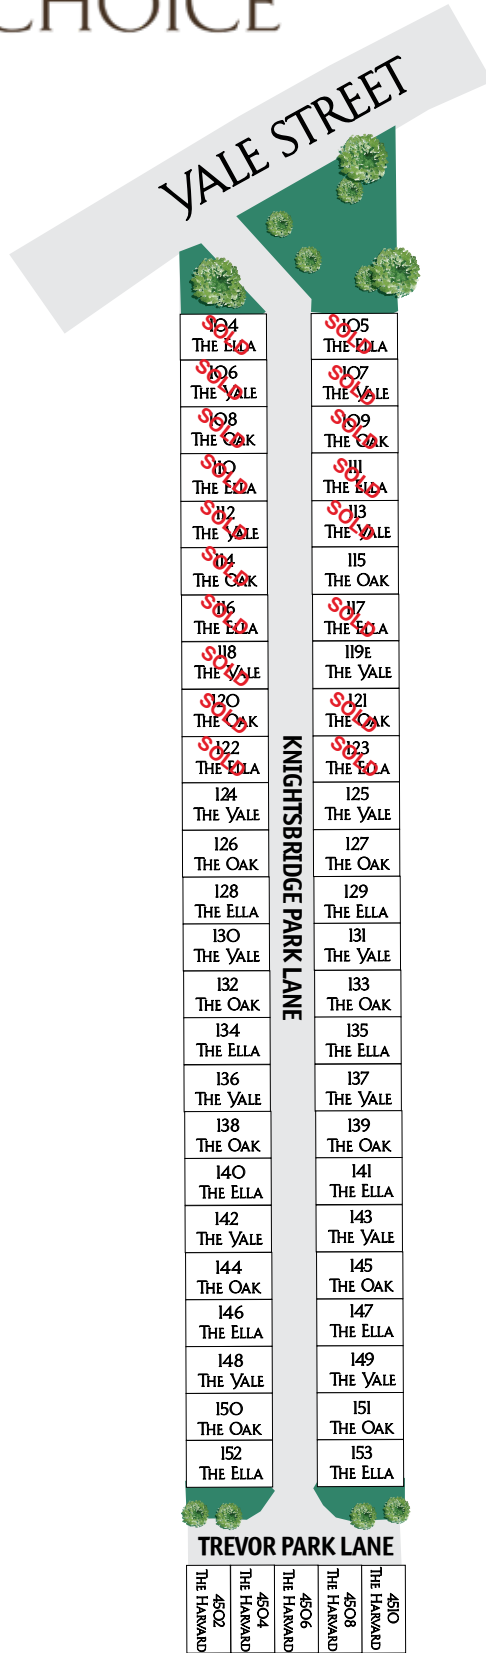 CHOICE
YALE STREET
104
THE ELLA
SOLD
106
THE YALE
SOLD
108
THE OAK
SOLD
110
THE ELLA
SOLD
112
THE YALE
SOLD
114
THE OAK
SOLD
116
THE ELLA
SOLD
118
THE YALE
SOLD
120
THE OAK
SOLD
122
THE ELLA
SOLD
124
THE YALE
126
THE OAK
128
THE ELLA
130
THE YALE
132
THE OAK
134
THE ELLA
136
THE YALE
138
THE OAK
140
THE ELLA
142
THE YALE
144
THE OAK
146
THE ELLA
148
THE YALE
150
THE OAK
152
THE ELLA
KNIGHTSBRIDGE PARK LANE
105
THE ELLA
SOLD
107
THE YALE
SOLD
109
THE OAK
SOLD
111
THE ELLA
SOLD
113
THE YALE
SOLD
115
THE OAK
117
THE ELLA
SOLD
119E
THE YALE
121
THE OAK
SOLD
123
THE ELLA
SOLD
125
THE YALE
127
THE OAK
129
THE ELLA
131
THE YALE
133
THE OAK
135
THE ELLA
137
THE YALE
139
THE OAK
141
THE ELLA
143
THE YALE
145
THE OAK
147
THE ELLA
149
THE YALE
151
THE OAK
153
THE ELLA
TREVOR PARK LANE
4502
THE HARVARD
4504
THE HARVARD
4506
THE HARVARD
4508
THE HARVARD
4510
THE HARVARD